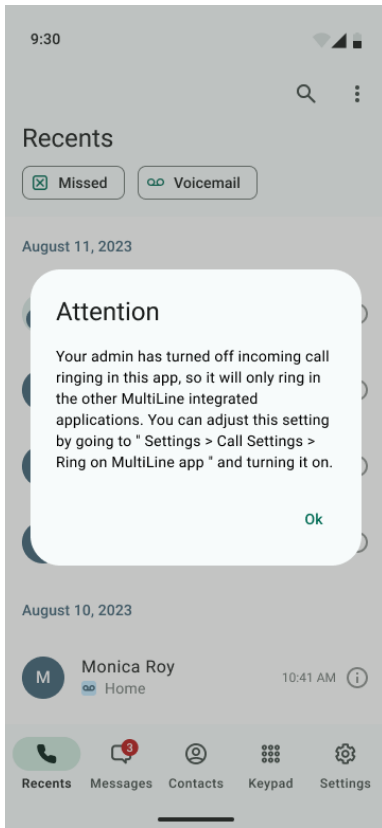 9:30
Recents
Missed
Voicemail
August 11, 2023
Attention
Your admin has turned off incoming call
ringing in this app, so it will only ring in
the other MultiLine integrated
applications. You can adjust this setting
by going to " Settings > Call Settings >
Ring on MultiLine app " and turning it on.
Ok
August 10, 2023
M
Monica Roy
Home
10:41 AM
3
Recents
Messages
Contacts
Keypad
Settings